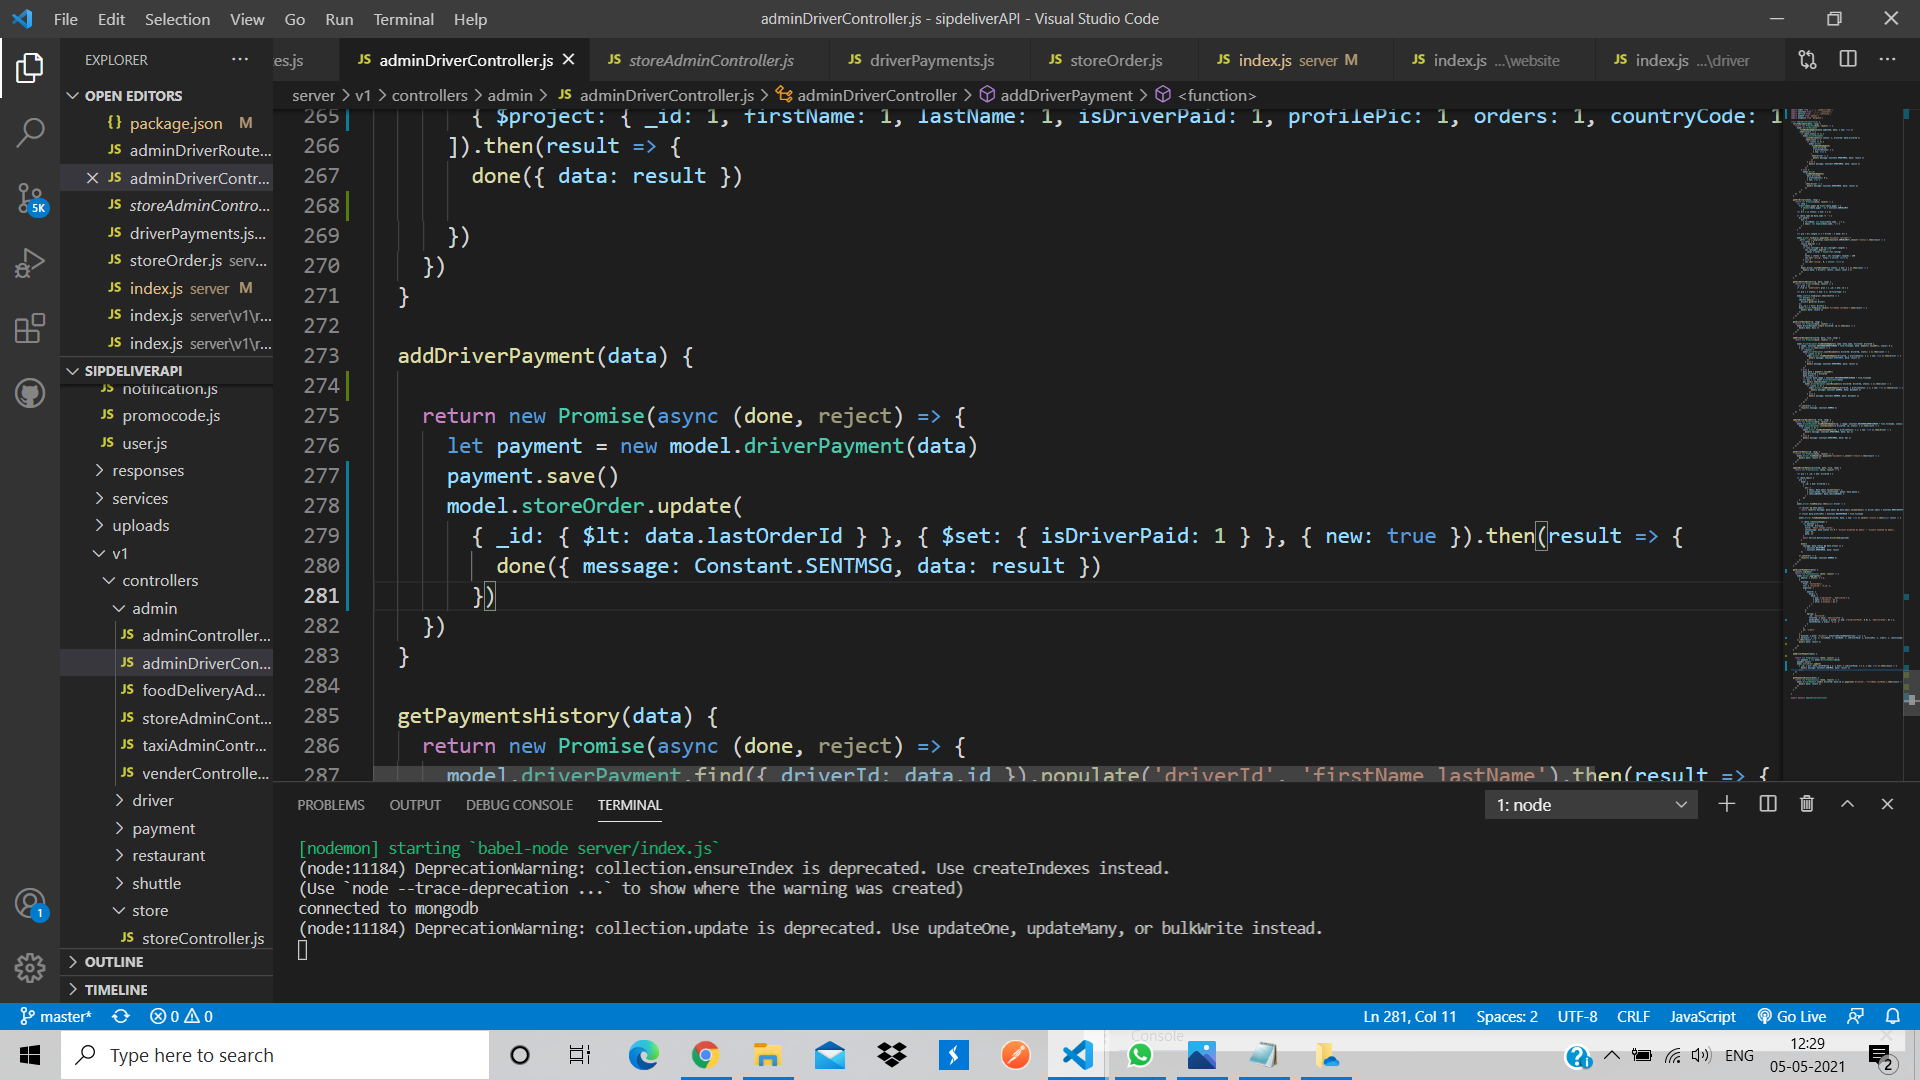 File Edit Selection View Go Run Terminal Help
adminDriverController.js - sipdeliverAPI - Visual Studio Code
EXPLORER
OPEN EDITORS
{} package.json M
JS adminDriverRoute...
JS adminDriverContr...
JS storeAdminContro...
JS driverPayments.js...
JS storeOrder.js serv...
JS index.js server M
JS index.js server\v1\r...
JS index.js server\v1\r...
SIPDELIVERAPI
JS notification.js
JS promocode.js
JS user.js
responses
services
uploads
v1
controllers
admin
JS adminController...
JS adminDriverCon...
JS foodDeliveryAd...
JS storeAdminCont...
JS taxiAdminContr...
JS venderControlle...
driver
payment
restaurant
shuttle
store
JS storeController.js
OUTLINE
TIMELINE
5K
1
es.js
JS adminDriverController.js
JS storeAdminController.js
JS driverPayments.js
JS storeOrder.js
JS index.js server M
JS index.js ...\website
JS index.js ...\driver
server > v1 > controllers > admin > JS adminDriverController.js > adminDriverController > addDriverPayment > <function>
265 { $project: { _id: 1, firstName: 1, lastName: 1, isDriverPaid: 1, profilePic: 1, orders: 1, countryCode: 1
266 ]).then(result => {
267 done({ data: result })
268
269 })
270 })
271 }
272
273 addDriverPayment(data) {
274
275 return new Promise(async (done, reject) => {
276 let payment = new model.driverPayment(data)
277 payment.save()
278 model.storeOrder.update(
279 { _id: { $lt: data.lastOrderId } }, { $set: { isDriverPaid: 1 } }, { new: true }).then(result => {
280 done({ message: Constant.SENTMSG, data: result })
281 })
282 })
283 }
284
285 getPaymentsHistory(data) {
286 return new Promise(async (done, reject) => {
287 model.driverPayment.find({ driverId: data.id }).populate('driverId', 'firstName lastName').then(result => {
PROBLEMS OUTPUT DEBUG CONSOLE TERMINAL
1: node
[nodemon] starting `babel-node server/index.js`
(node:11184) DeprecationWarning: collection.ensureIndex is deprecated. Use createIndexes instead.
(Use `node --trace-deprecation ...` to show where the warning was created)
connected to mongodb
(node:11184) DeprecationWarning: collection.update is deprecated. Use updateOne, updateMany, or bulkWrite instead.
master* 0 0
Ln 281, Col 11 Spaces: 2 UTF-8 CRLF JavaScript Go Live
Console
Type here to search
ENG
12:29
05-05-2021
2